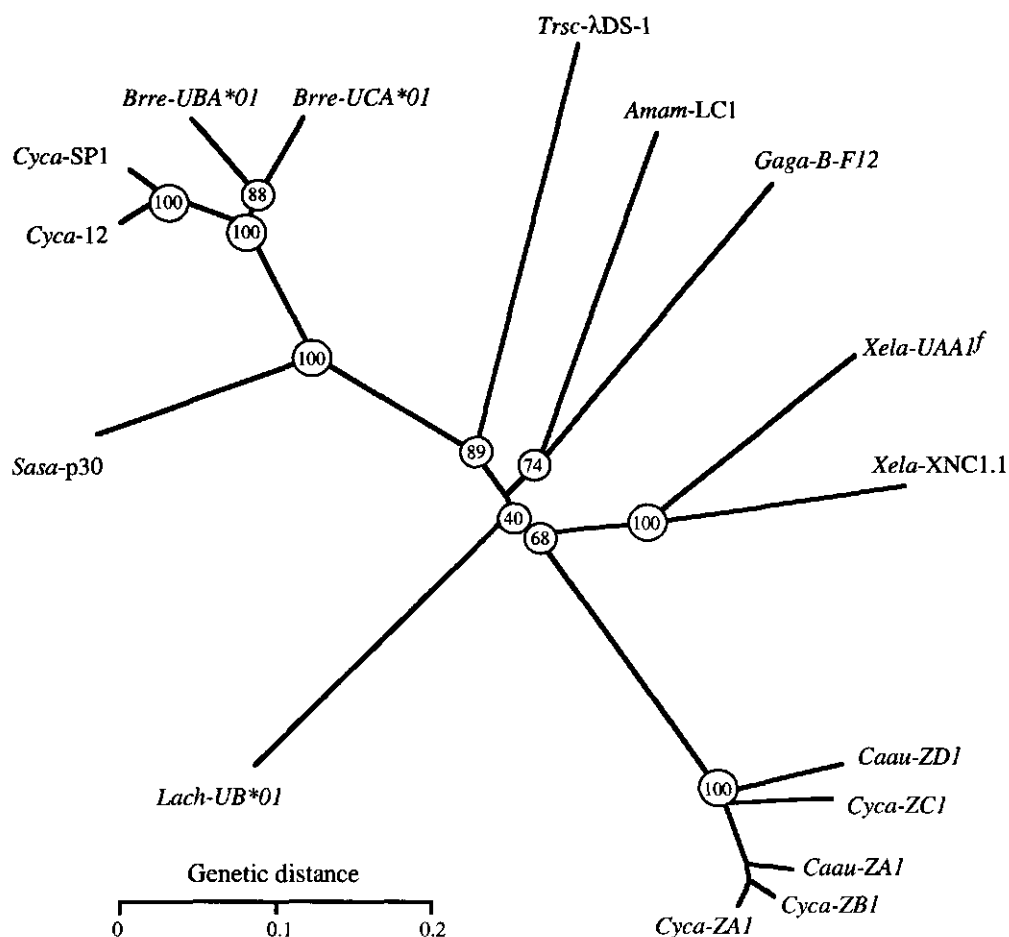 Trsc-λDS-1
Brre-UBA*01
Brre-UCA*01
Amam-LC1
Cyca-SP1
Gaga-B-F12
88
100
Cyca-12
100
Xela-UAA1f
100
89
74
Xela-XNC1.1
Sasa-p30
40
100
68
Caau-ZD1
100
Lach-UB*01
Cyca-ZC1
Genetic distance
Caau-ZA1
Cyca-ZB1
Cyca-ZA1
0
0.1
0.2